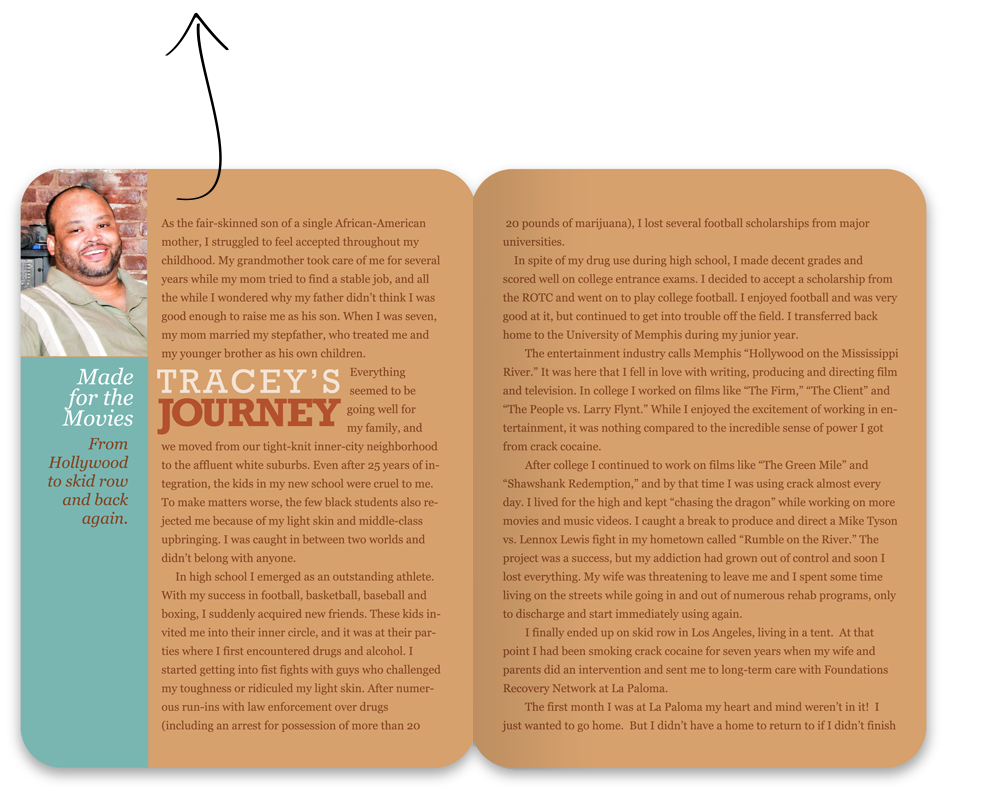 Made
for the
Movies
From
Hollywood
to skid row
and back
again.
As the fair-skinned son of a single African-American
mother, I struggled to feel accepted throughout my
childhood. My grandmother took care of me for several
years while my mom tried to find a stable job, and all
the while I wondered why my father didn’t think I was
good enough to raise me as his son. When I was seven,
my mom married my stepfather, who treated me and
my younger brother as his own children.
TRACEY’S
JOURNEY
Everything
seemed to be
going well for
my family, and
we moved from our tight-knit inner-city neighborhood
to the affluent white suburbs. Even after 25 years of in-
tegration, the kids in my new school were cruel to me.
To make matters worse, the few black students also re-
jected me because of my light skin and middle-class
upbringing. I was caught in between two worlds and
didn’t belong with anyone.
In high school I emerged as an outstanding athlete.
With my success in football, basketball, baseball and
boxing, I suddenly acquired new friends. These kids in-
vited me into their inner circle, and it was at their par-
ties where I first encountered drugs and alcohol. I
started getting into fist fights with guys who challenged
my toughness or ridiculed my light skin. After numer-
ous run-ins with law enforcement over drugs
(including an arrest for possession of more than 20
20 pounds of marijuana), I lost several football scholarships from major
universities.
In spite of my drug use during high school, I made decent grades and
scored well on college entrance exams. I decided to accept a scholarship from
the ROTC and went on to play college football. I enjoyed football and was very
good at it, but continued to get into trouble off the field. I transferred back
home to the University of Memphis during my junior year.
The entertainment industry calls Memphis “Hollywood on the Mississippi
River.” It was here that I fell in love with writing, producing and directing film
and television. In college I worked on films like “The Firm,” “The Client” and
“The People vs. Larry Flynt.” While I enjoyed the excitement of working in en-
tertainment, it was nothing compared to the incredible sense of power I got
from crack cocaine.
After college I continued to work on films like “The Green Mile” and
“Shawshank Redemption,” and by that time I was using crack almost every
day. I lived for the high and kept “chasing the dragon” while working on more
movies and music videos. I caught a break to produce and direct a Mike Tyson
vs. Lennox Lewis fight in my hometown called “Rumble on the River.” The
project was a success, but my addiction had grown out of control and soon I
lost everything. My wife was threatening to leave me and I spent some time
living on the streets while going in and out of numerous rehab programs, only
to discharge and start immediately using again.
I finally ended up on skid row in Los Angeles, living in a tent. At that
point I had been smoking crack cocaine for seven years when my wife and
parents did an intervention and sent me to long-term care with Foundations
Recovery Network at La Paloma.
The first month I was at La Paloma my heart and mind weren’t in it! I
just wanted to go home. But I didn’t have a home to return to if I didn’t finish